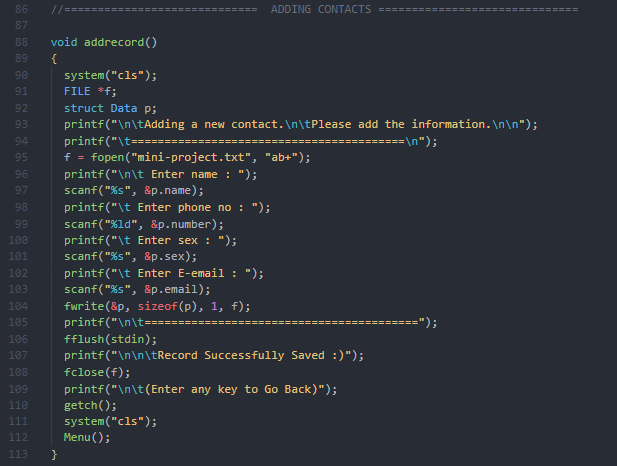 86 //============================= ADDING CONTACTS ==============================
87
88 void addrecord()
89 {
90 system("cls");
91 FILE *f;
92 struct Data p;
93 printf("\n\tAdding a new contact.\n\tPlease add the information.\n\n");
94 printf("\t=========================================\n");
95 f = fopen("mini-project.txt", "ab+");
96 printf("\n\t Enter name : ");
97 scanf("%s", &p.name);
98 printf("\t Enter phone no : ");
99 scanf("%ld", &p.number);
100 printf("\t Enter sex : ");
101 scanf("%s", &p.sex);
102 printf("\t Enter E-email : ");
103 scanf("%s", &p.email);
104 fwrite(&p, sizeof(p), 1, f);
105 printf("\n\t=========================================");
106 fflush(stdin);
107 printf("\n\n\tRecord Successfully Saved :)");
108 fclose(f);
109 printf("\n\t(Enter any key to Go Back)");
110 getch();
111 system("cls");
112 Menu();
113 }